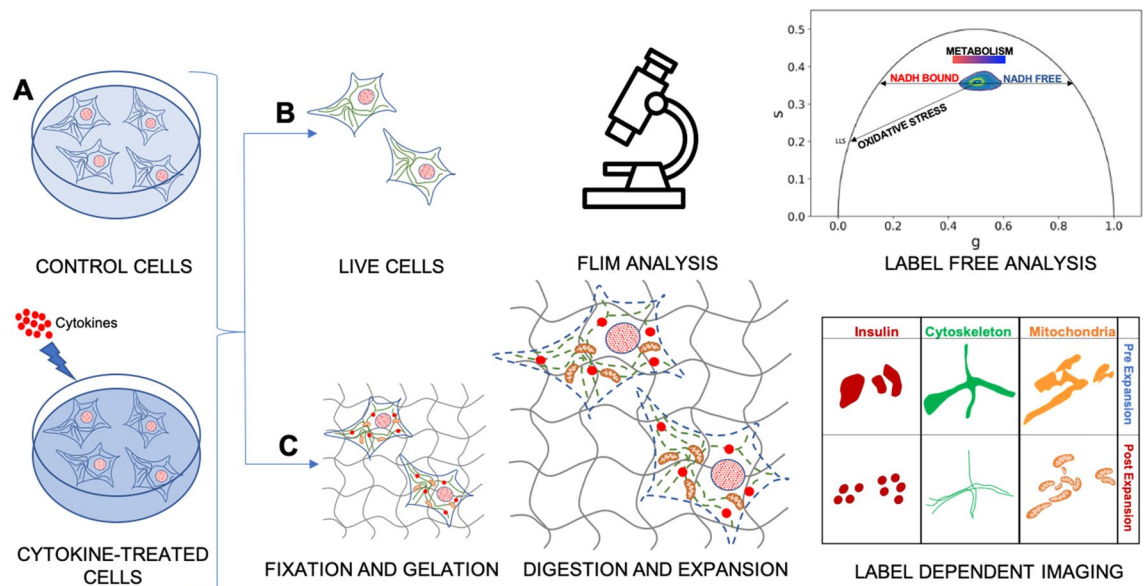 A
CONTROL CELLS
Cytokines
CYTOKINE-TREATED
CELLS
B
LIVE CELLS
FLIM ANALYSIS
0.5
0.4
0.3
0.2
0.1
0.0
S
METABOLISM
NADH BOUND
NADH FREE
OXIDATIVE STRESS
LLS
0.0 0.2 0.4 0.6 0.8 1.0
g
LABEL FREE ANALYSIS
C
FIXATION AND GELATION
DIGESTION AND EXPANSION
Insulin Cytoskeleton Mitochondria
Pre Expansion
Post Expansion
LABEL DEPENDENT IMAGING